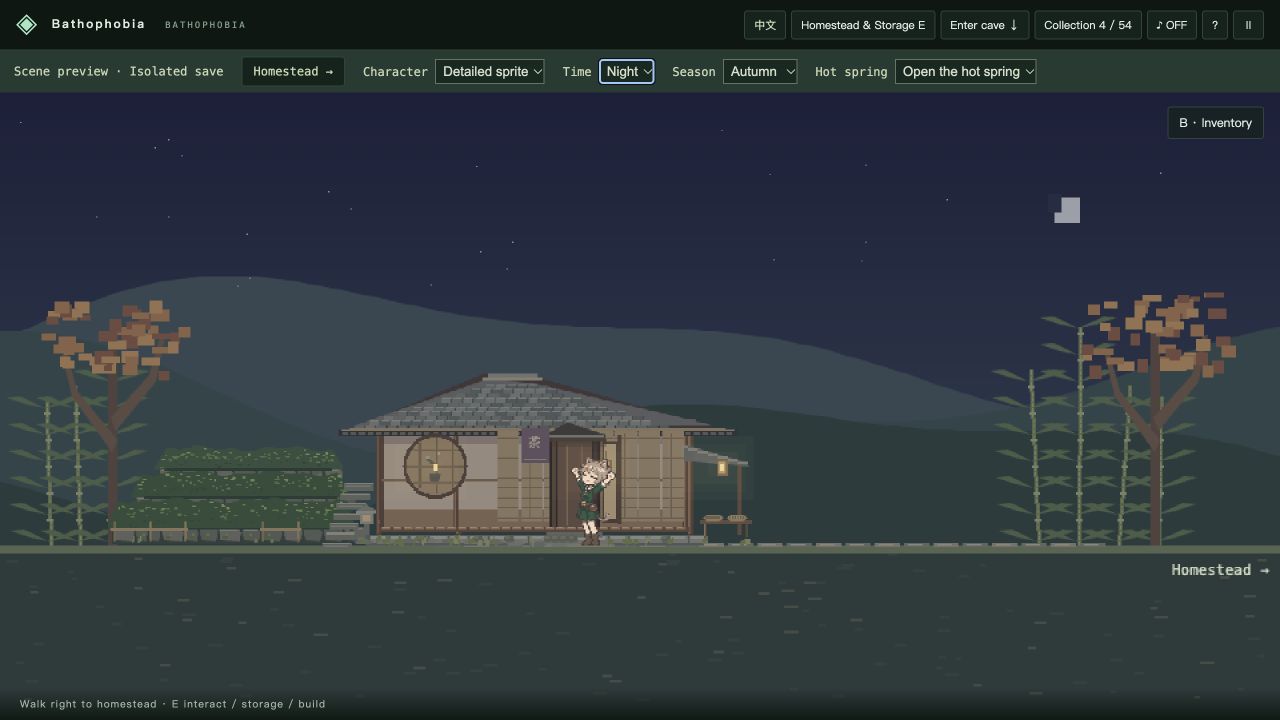 Bathophobia BATHOPHOBIA 中文 Homestead & Storage E Enter cave ↓ Collection 4 / 54 ♪ OFF ? II
Scene preview · Isolated save Homestead → Character Detailed sprite Time Night Season Autumn Hot spring Open the hot spring
B · Inventory
茶
Homestead →
Walk right to homestead · E interact / storage / build